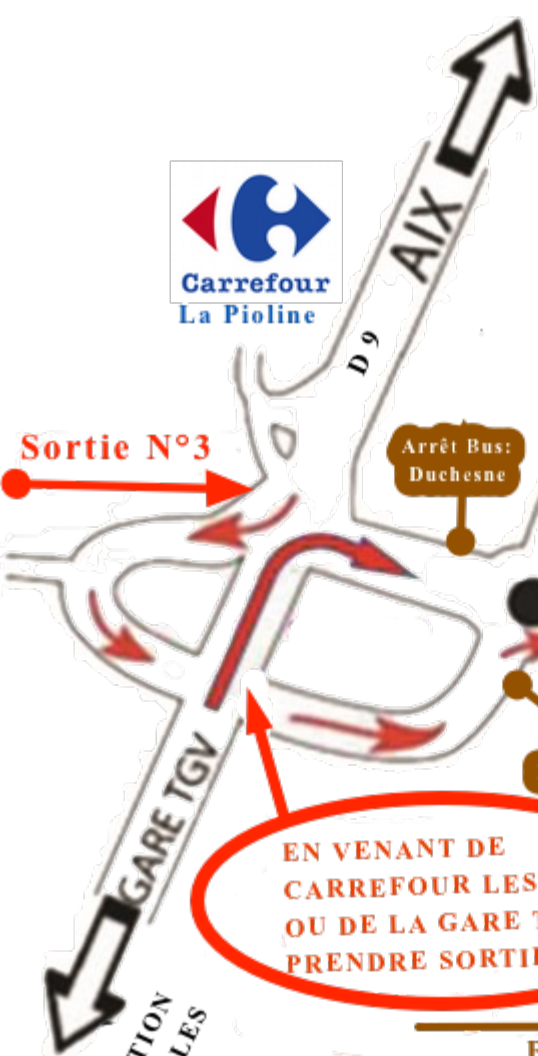 AIX
Carrefour
La Pioline
D 9
Sortie N°3
Arrêt Bus:
Duchesne
GARE TGV
EN VENANT DE
CARREFOUR LES
OU DE LA GARE
PRENDRE SORTIE